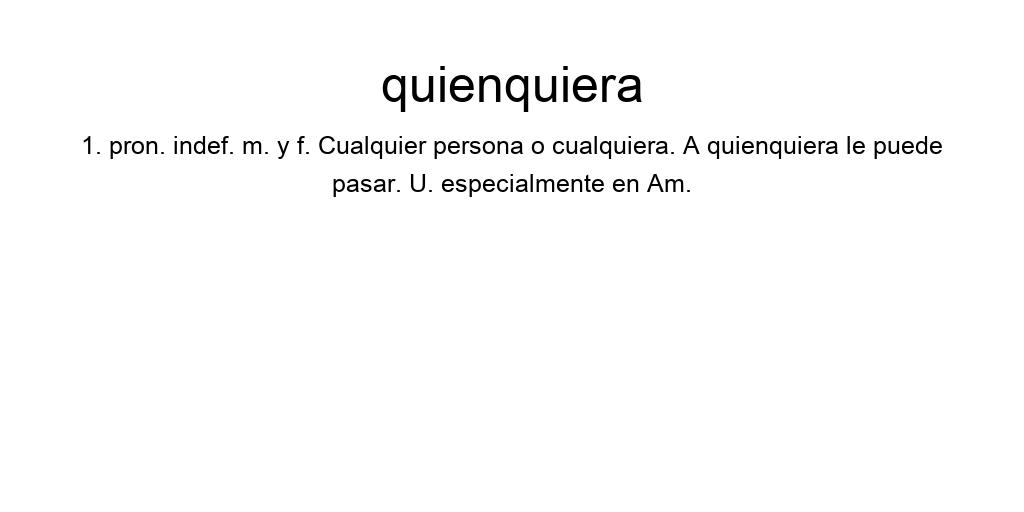 quienquiera
1. pron. indef. m. y f. Cualquier persona o cualquiera. A quienquiera le puede
pasar. U. especialmente en Am.